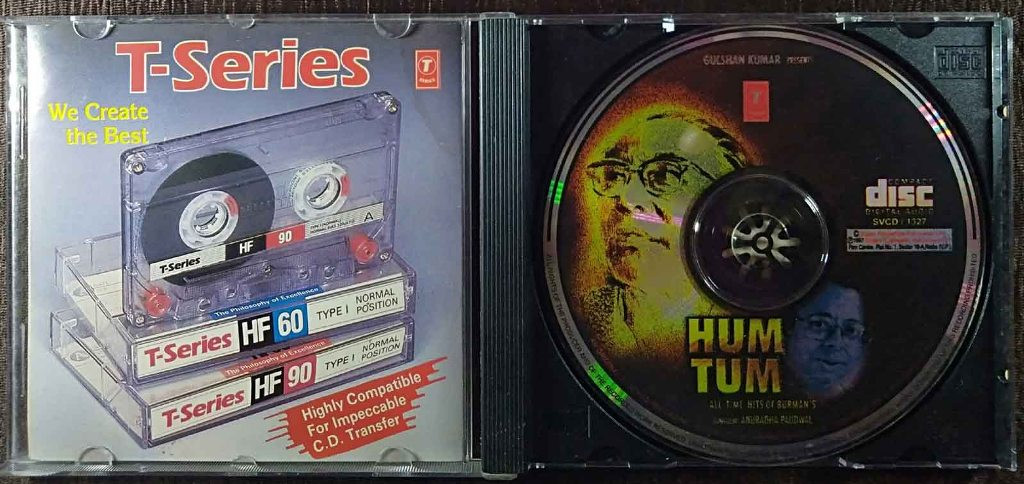 T-Series
T
SERIES
We Create
the Best
T-Series HF 90
A
The Philosophy of Excellence
T-Series HF 60 TYPE I NORMAL
POSITION
The Philosophy of Excellence
T-Series HF 90 TYPE I NORMAL
POSITION
Highly Compatible
For Impeccable
C.D. Transfer
GULSHAN KUMAR PRESENTS
T
COMPACT
disc
DIGITAL AUDIO
SVCD / 1327
HUM
TUM
ALL TIME HITS OF BURMAN'S
ANURADHA PAUDWAL